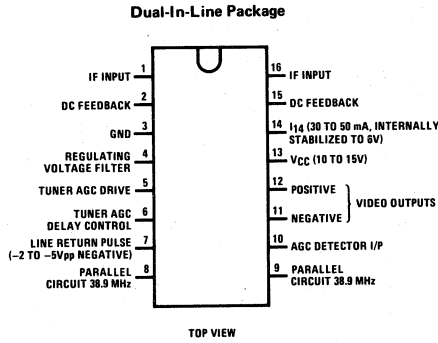 Dual-In-Line Package
1
IF INPUT
2
DC FEEDBACK
3
GND
4
REGULATING
VOLTAGE FILTER
5
TUNER AGC DRIVE
6
TUNER AGC
DELAY CONTROL
7
LINE RETURN PULSE
(–2 TO –5Vpp NEGATIVE)
8
PARALLEL
CIRCUIT 38.9 MHz
16
IF INPUT
15
DC FEEDBACK
14
I14 (30 TO 50 mA, INTERNALLY
STABILIZED TO 6V)
13
VCC (10 TO 15V)
12
POSITIVE
VIDEO OUTPUTS
11
NEGATIVE
10
AGC DETECTOR I/P
9
PARALLEL
CIRCUIT 38.9 MHz
TOP VIEW